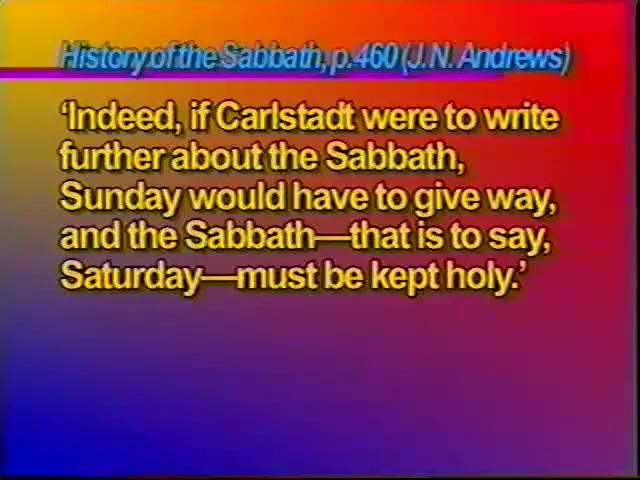 History of the Sabbath, p.460 (J.N. Andrews)
‘Indeed, if Carlstadt were to write
further about the Sabbath,
Sunday would have to give way,
and the Sabbath—that is to say,
Saturday—must be kept holy.’